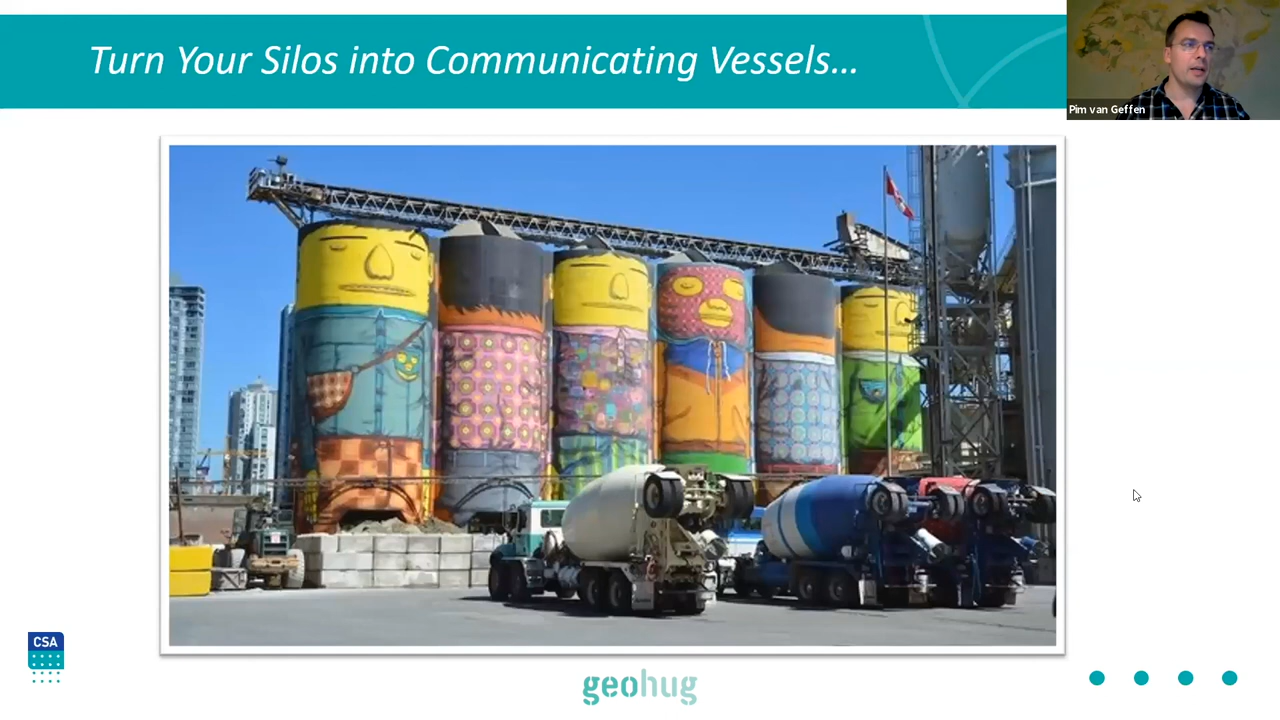 Turn Your Silos into Communicating Vessels...
Pim van Geffen
CSA
geohug